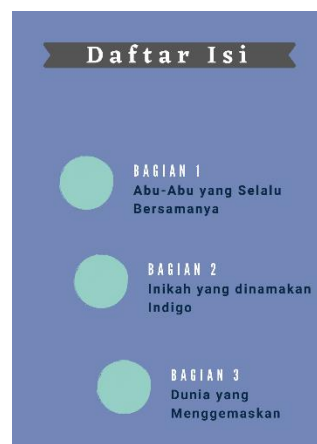 Daftar Isi
BAGIAN 1
Abu-Abu yang Selalu
Bersamanya
BAGIAN 2
Inikah yang dinamakan
Indigo
BAGIAN 3
Dunia yang
Menggemaskan